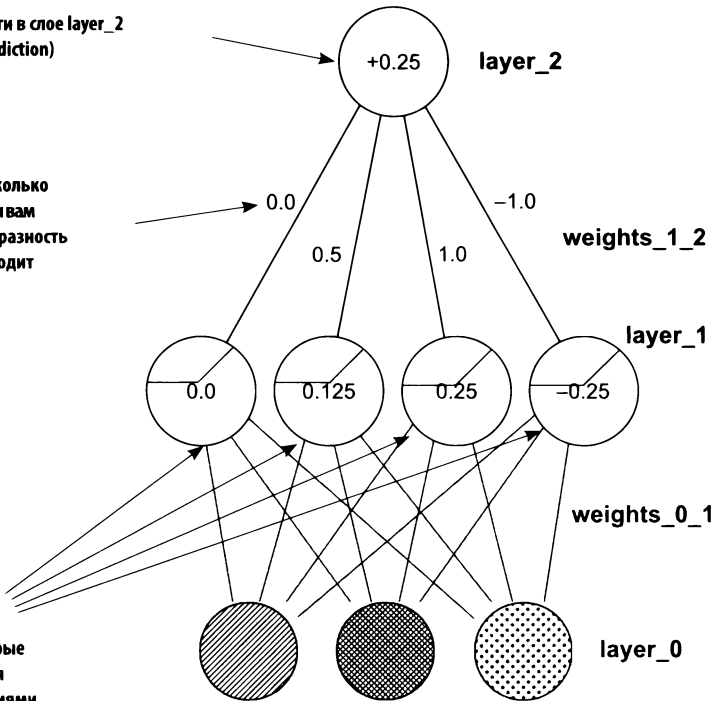 ти в слое layer_2
diction)
+0.25
layer_2
колько
вам
разность
одит
0.0
–1.0
0.5
1.0
weights_1_2
layer_1
0.0
0.125
0.25
–0.25
weights_0_1
layer_0
рые
я
иями